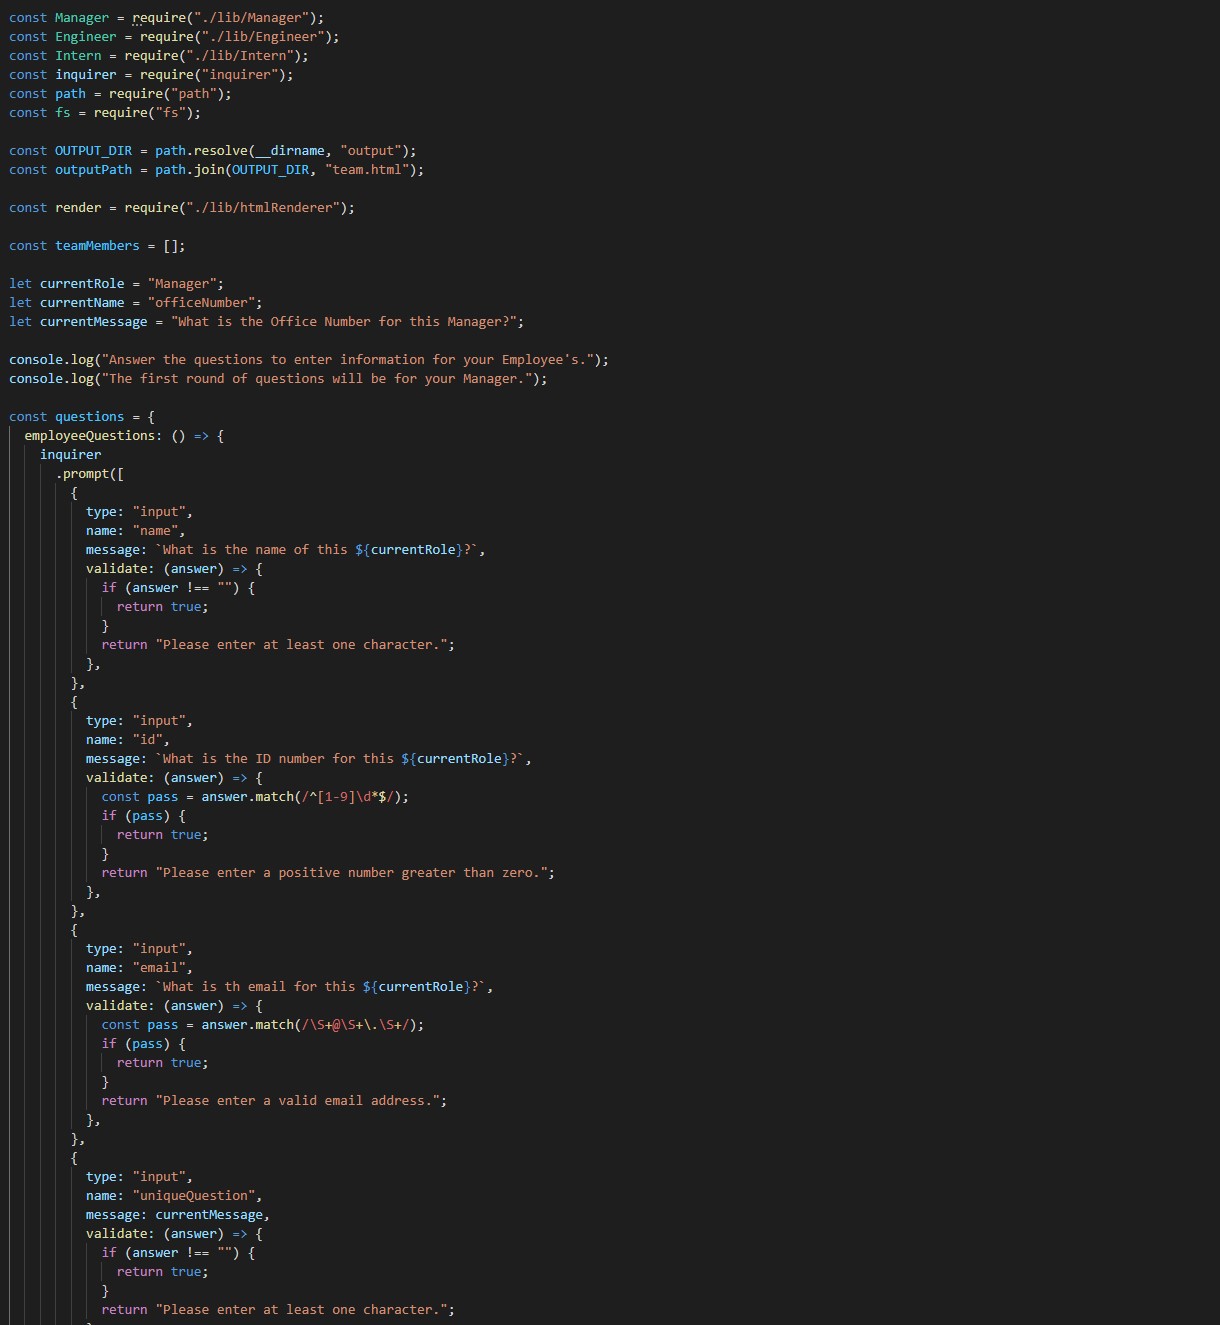 const Manager = require("./lib/Manager");
const Engineer = require("./lib/Engineer");
const Intern = require("./lib/Intern");
const inquirer = require("inquirer");
const path = require("path");
const fs = require("fs");

const OUTPUT_DIR = path.resolve(__dirname, "output");
const outputPath = path.join(OUTPUT_DIR, "team.html");

const render = require("./lib/htmlRenderer");

const teamMembers = [];

let currentRole = "Manager";
let currentName = "officeNumber";
let currentMessage = "What is the Office Number for this Manager?";

console.log("Answer the questions to enter information for your Employee's.");
console.log("The first round of questions will be for your Manager.");

const questions = {
  employeeQuestions: () => {
    inquirer
      .prompt([
        {
          type: "input",
          name: "name",
          message: `What is the name of this ${currentRole}?`,
          validate: (answer) => {
            if (answer !== "") {
              return true;
            }
            return "Please enter at least one character.";
          },
        },
        {
          type: "input",
          name: "id",
          message: `What is the ID number for this ${currentRole}?`,
          validate: (answer) => {
            const pass = answer.match(/^[1-9]\d*$/);
            if (pass) {
              return true;
            }
            return "Please enter a positive number greater than zero.";
          },
        },
        {
          type: "input",
          name: "email",
          message: `What is th email for this ${currentRole}?`,
          validate: (answer) => {
            const pass = answer.match(/\S+@\S+\.\S+/);
            if (pass) {
              return true;
            }
            return "Please enter a valid email address.";
          },
        },
        {
          type: "input",
          name: "uniqueQuestion",
          message: currentMessage,
          validate: (answer) => {
            if (answer !== "") {
              return true;
            }
            return "Please enter at least one character.";